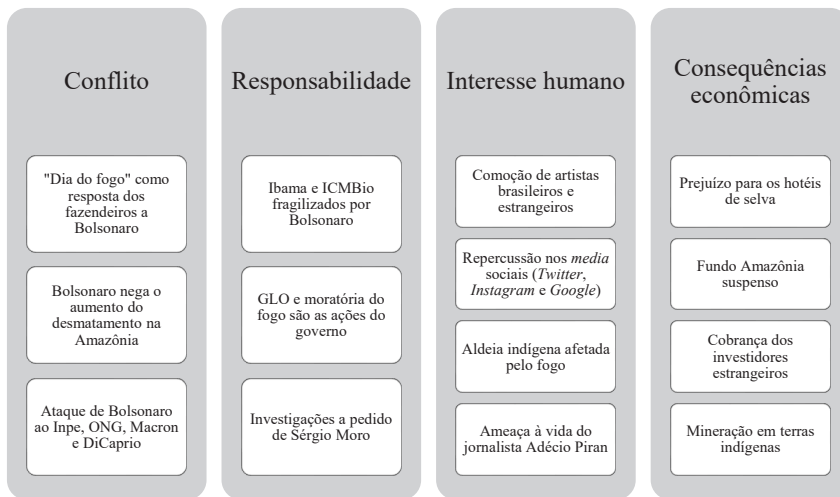 Conflito
"Dia do fogo" como
resposta dos
fazendeiros a
Bolsonaro
Bolsonaro nega o
aumento do
desmatamento na
Amazônia
Ataque de Bolsonaro
ao Inpe, ONG, Macron
e DiCaprio
Responsabilidade
Ibama e ICMBio
fragilizados por
Bolsonaro
GLO e moratória do
fogo são as ações do
governo
Investigações a pedido
de Sérgio Moro
Interesse humano
Comoção de artistas
brasileiros e
estrangeiros
Repercussão nos media
sociais (Twitter,
Instagram e Google)
Aldeia indígena afetada
pelo fogo
Ameaça à vida do
jornalista Adécio Piran
Consequências
econômicas
Prejuízo para os hotéis
de selva
Fundo Amazônia
suspenso
Cobrança dos
investidores
estrangeiros
Mineração em terras
indígenas